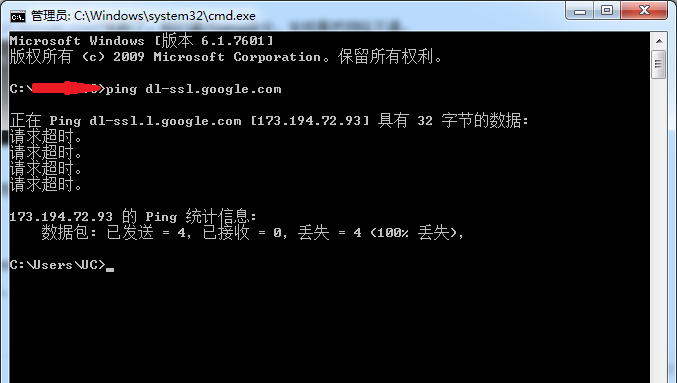 管理员: C:\Windows\system32\cmd.exe
Microsoft Windows [版本 6.1.7601]
版权所有 (c) 2009 Microsoft Corporation。保留所有权利。
C:\ >ping dl-ssl.google.com
正在 Ping dl-ssl.l.google.com [173.194.72.93] 具有 32 字节的数据:
请求超时。
请求超时。
请求超时。
请求超时。
173.194.72.93 的 Ping 统计信息:
数据包: 已发送 = 4，已接收 = 0，丢失 = 4 (100% 丢失)，
C:\Users\UC>